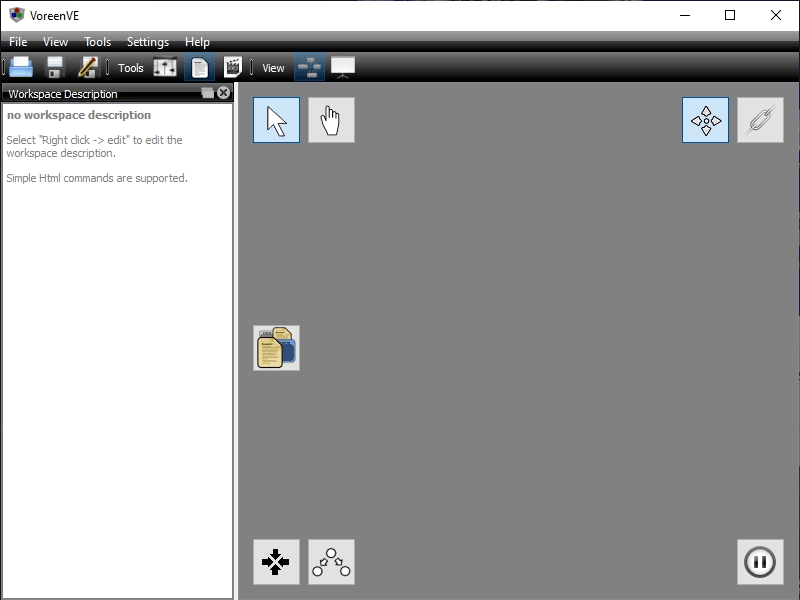 VoreenVE
File View Tools Settings Help
Tools View
Workspace Description
no workspace description
Select "Right click -> edit" to edit the
workspace description.
Simple Html commands are supported.